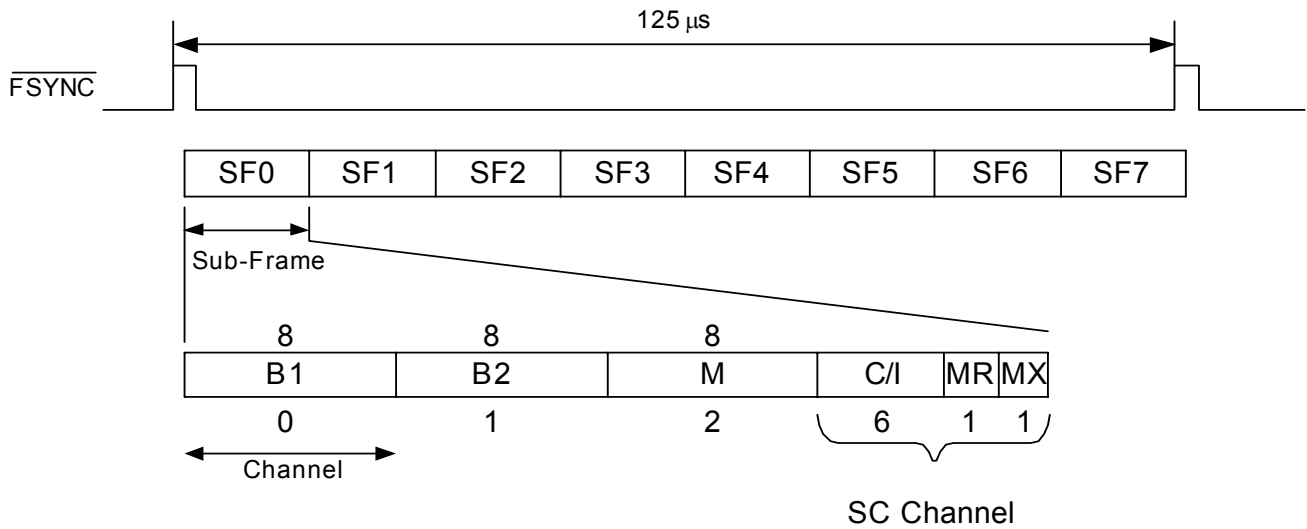 125 μs
FSYNC
SF0 SF1 SF2 SF3 SF4 SF5 SF6 SF7
Sub-Frame
8 8 8
B1 B2 M C/I MR MX
0 1 2 6 1 1
Channel
SC Channel